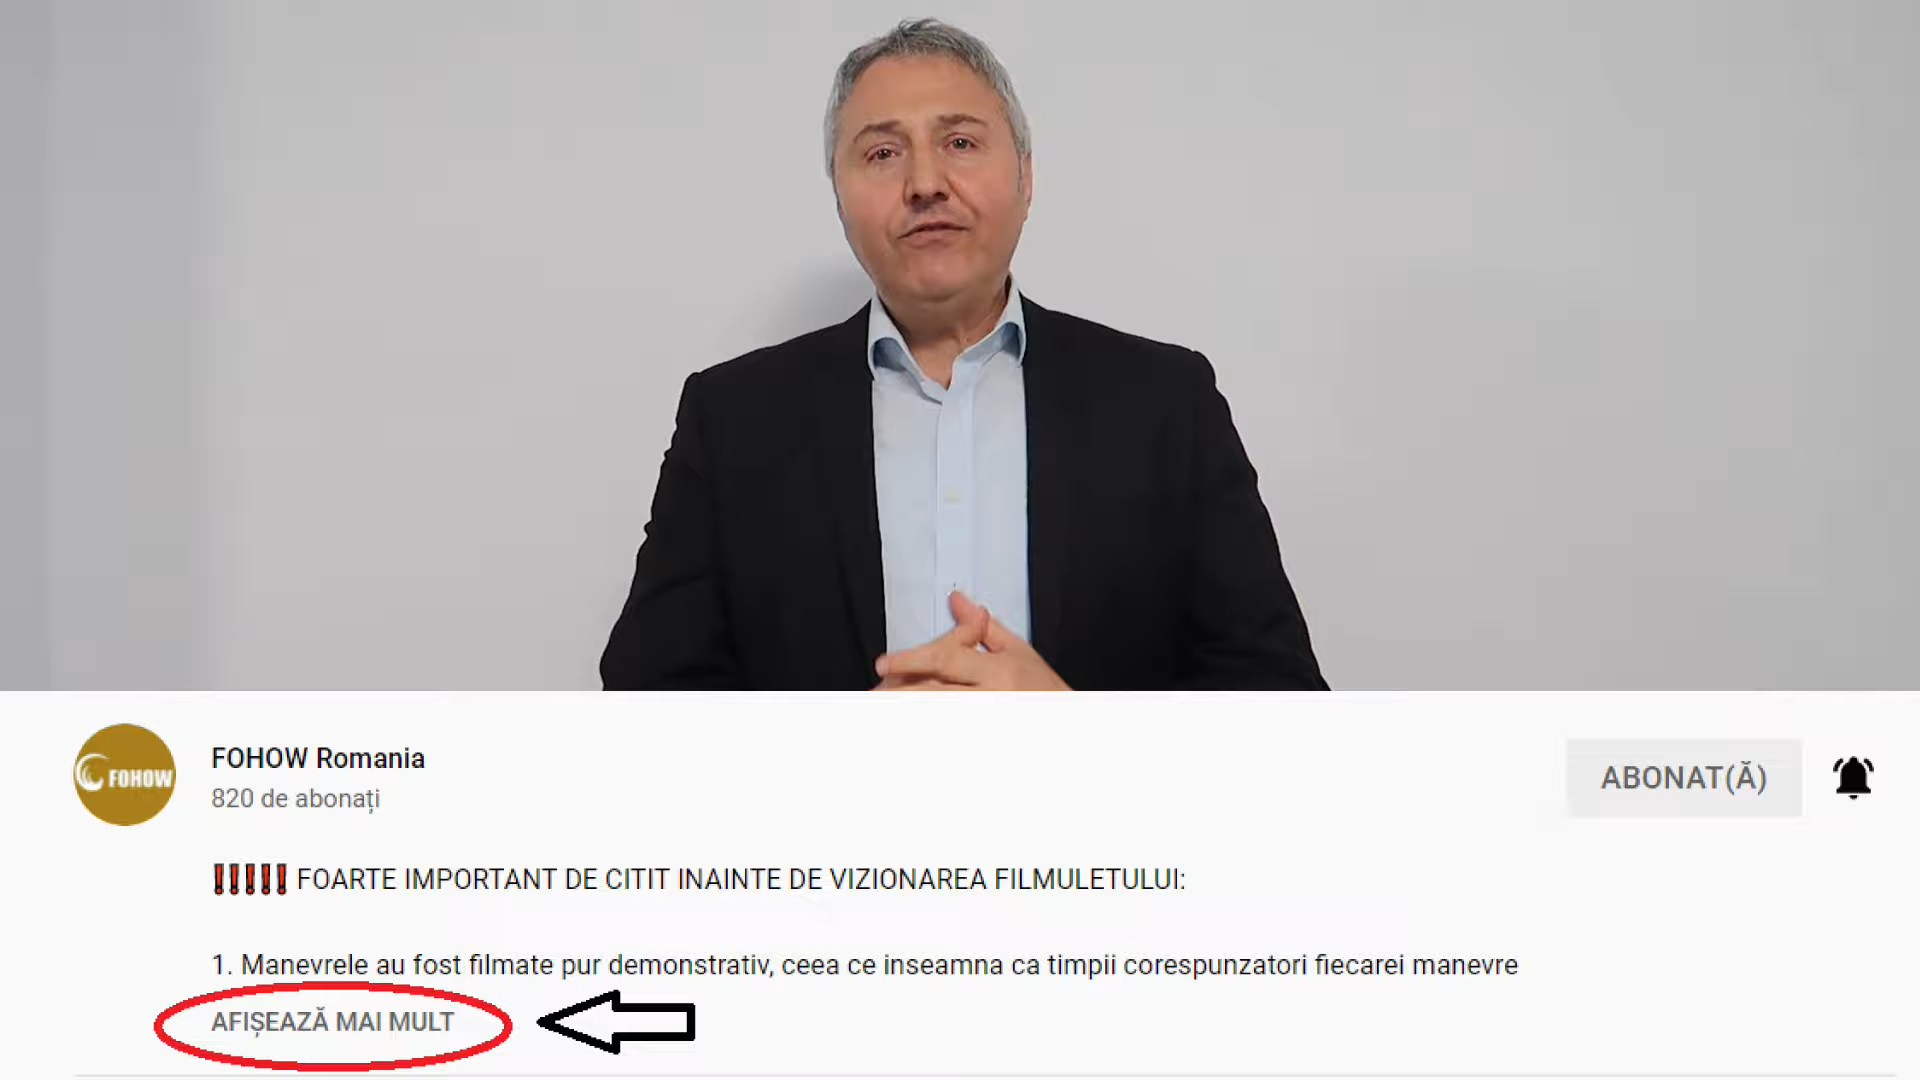 FOHOW
FOHOW Romania
820 de abonați
ABONAT(Ă)
‼‼! FOARTE IMPORTANT DE CITIT INAINTE DE VIZIONAREA FILMULETULUI:
1. Manevrele au fost filmate pur demonstrativ, ceea ce inseamna ca timpii corespunzatori fiecarei manevre
AFIȘEAZĂ MAI MULT